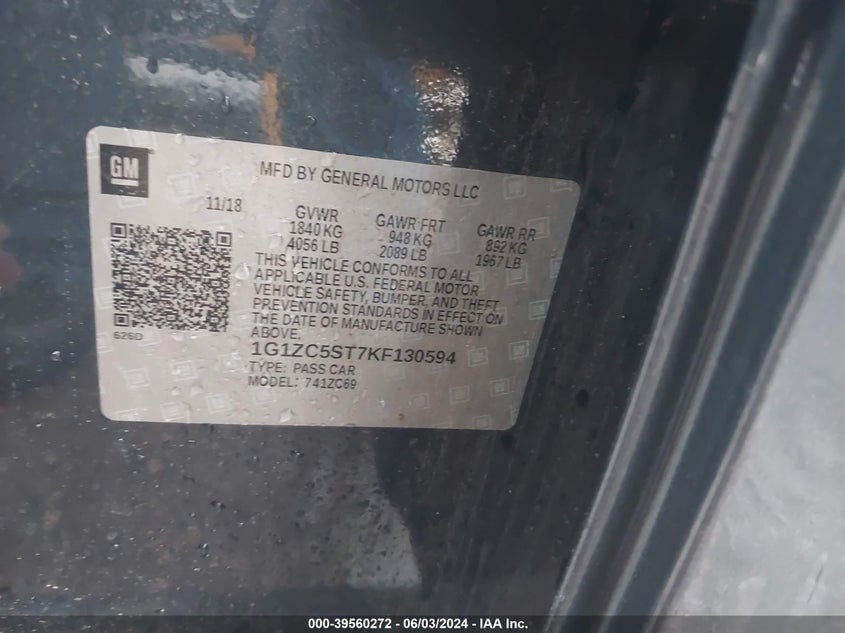 GM
MFD BY GENERAL MOTORS LLC
11/18
GVWR
1840 KG
4056 LB
GAWR FRT
948 KG
2089 LB
GAWR RR
892 KG
1967 LB
THIS VEHICLE CONFORMS TO ALL
APPLICABLE U.S. FEDERAL MOTOR
VEHICLE SAFETY, BUMPER, AND THEFT
PREVENTION STANDARDS IN EFFECT ON
THE DATE OF MANUFACTURE SHOWN
ABOVE.
626D
1G1ZC5ST7KF130594
TYPE: PASS CAR
MODEL: 741ZC69
000-39560272 - 06/03/2024 - IAA Inc.